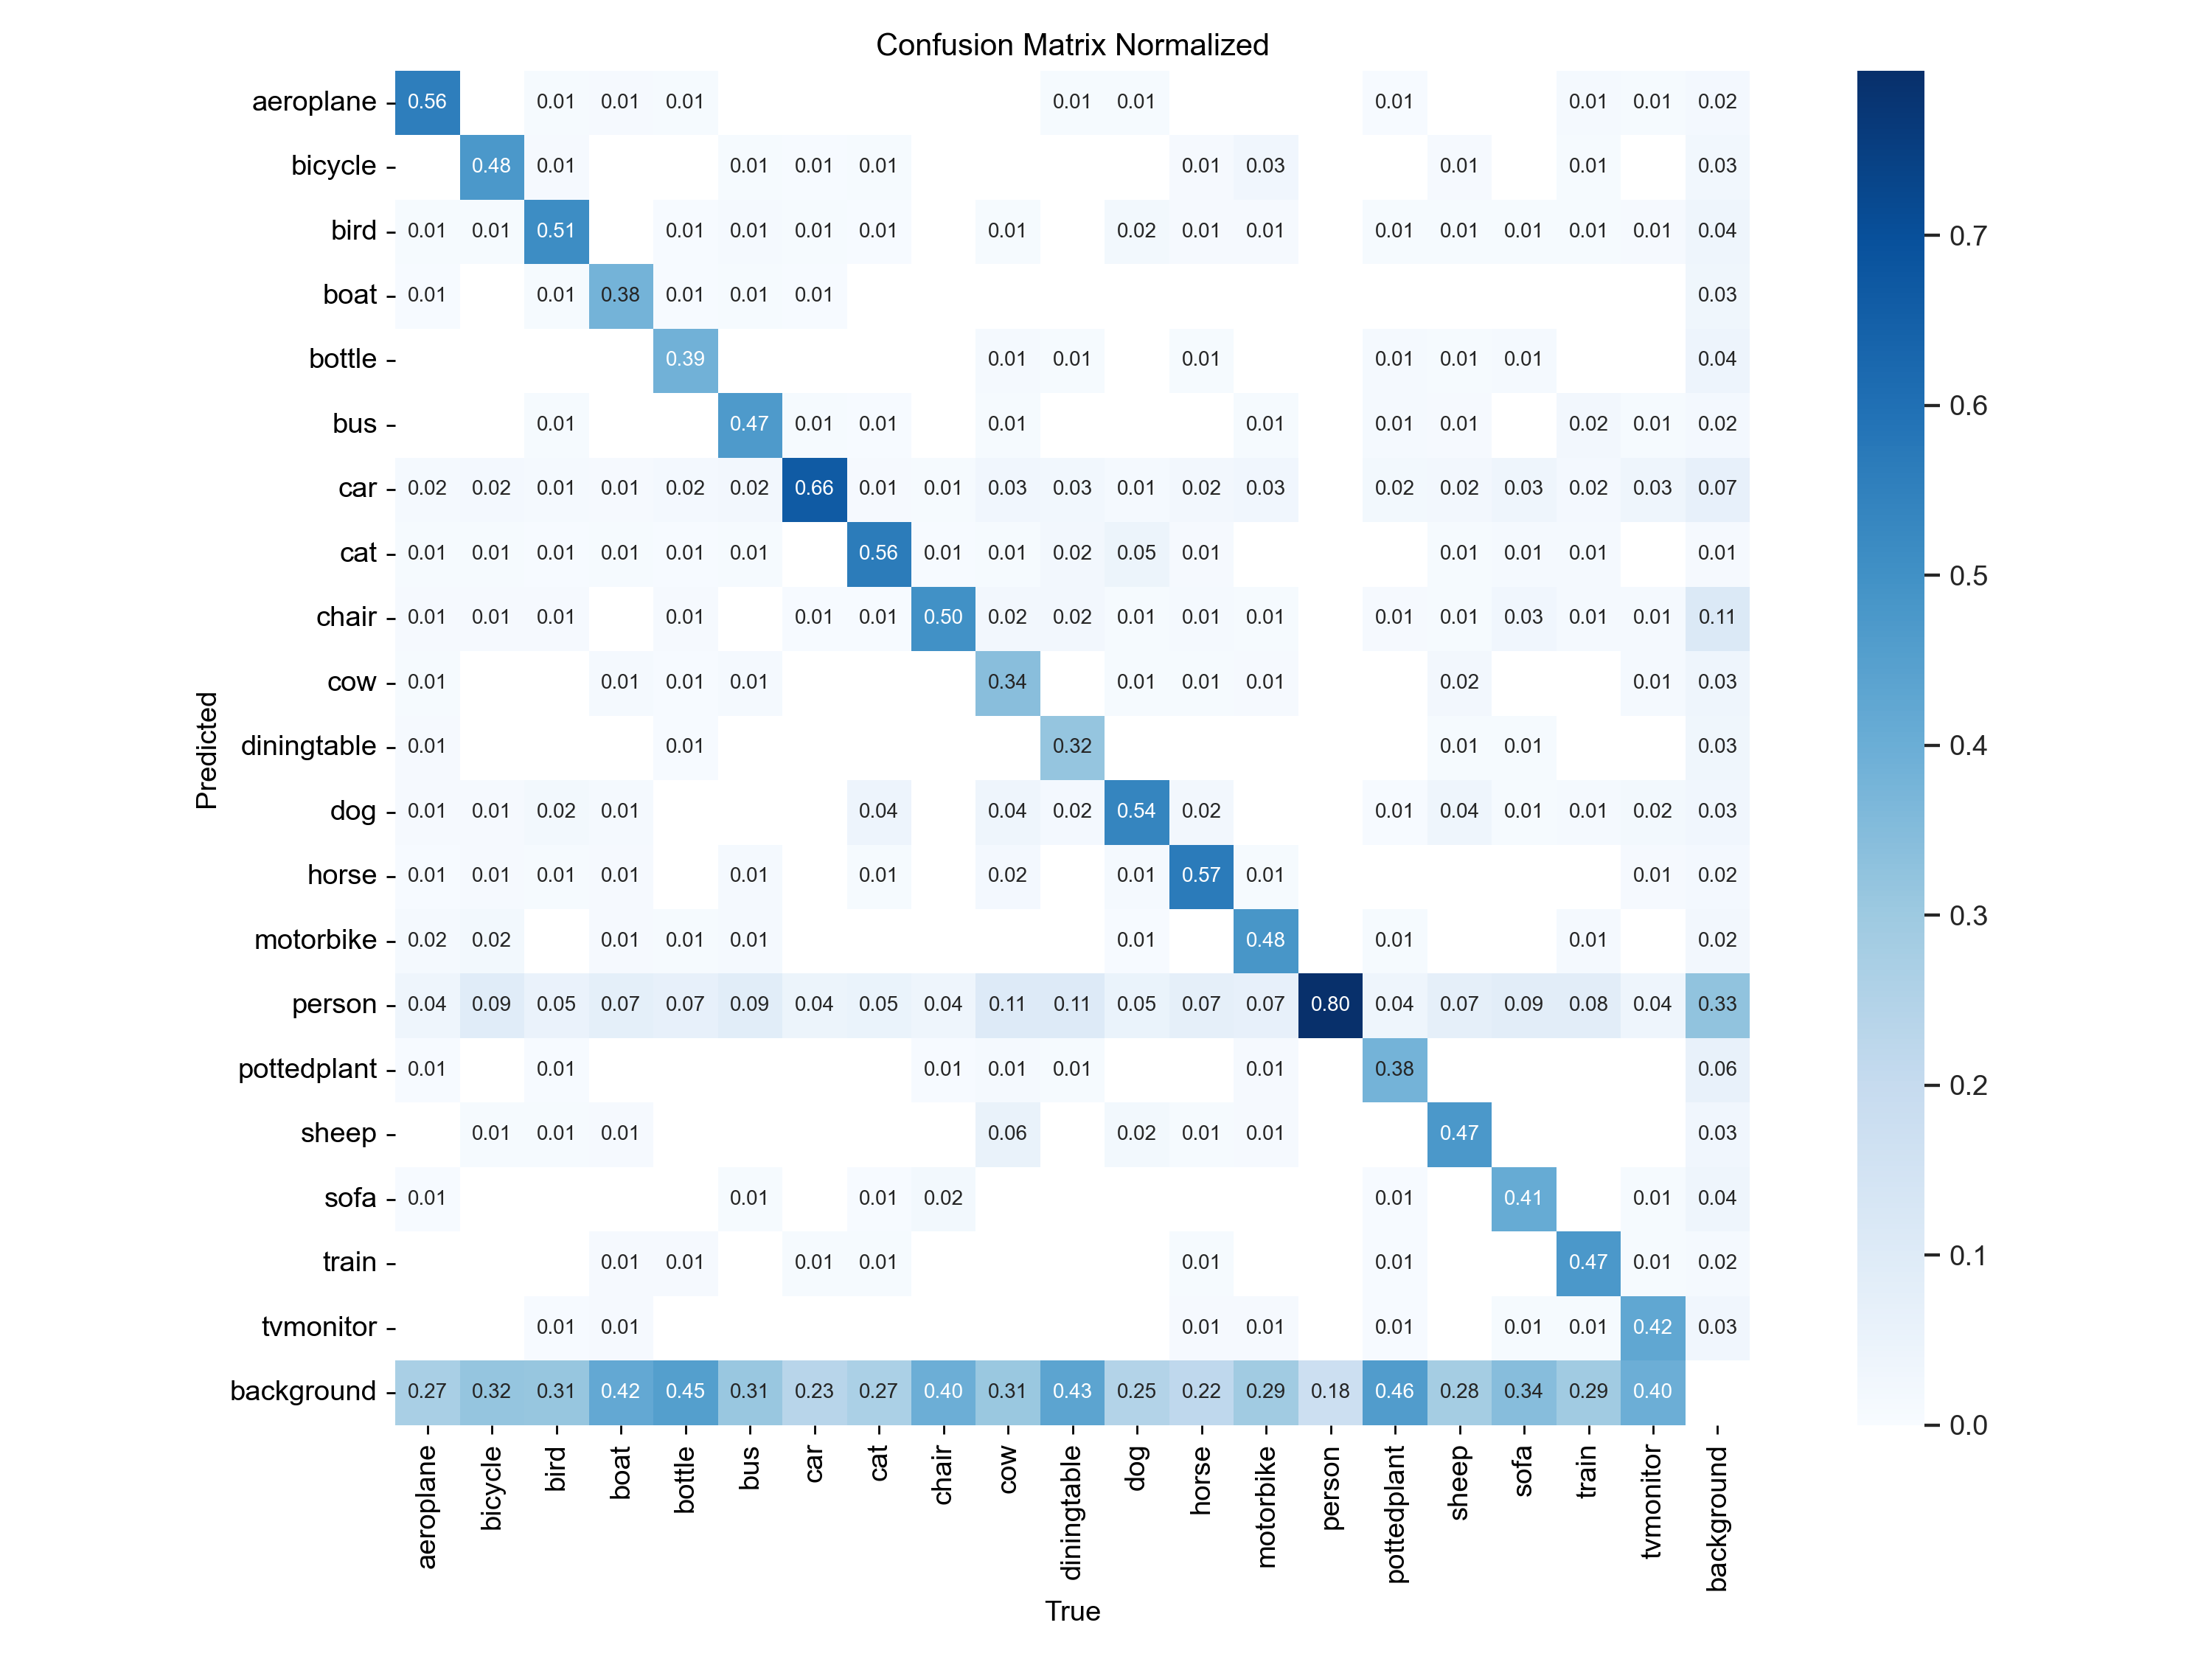 Confusion Matrix Normalized
aeroplane 0.56 0.01 0.01 0.01 0.01 0.01 0.01 0.01 0.01 0.02
bicycle 0.48 0.01 0.01 0.01 0.01 0.01 0.03 0.01 0.01 0.03
bird 0.01 0.01 0.51 0.01 0.01 0.01 0.01 0.01 0.02 0.01 0.01 0.01 0.01 0.01 0.01 0.01 0.04
0.7
boat 0.01 0.01 0.38 0.01 0.01 0.01 0.03
bottle 0.39 0.01 0.01 0.01 0.01 0.01 0.01 0.04
0.6
bus 0.01 0.47 0.01 0.01 0.01 0.01 0.01 0.01 0.02 0.01 0.02
car 0.02 0.02 0.01 0.01 0.02 0.02 0.66 0.01 0.01 0.03 0.03 0.01 0.02 0.03 0.02 0.02 0.03 0.02 0.03 0.07
cat 0.01 0.01 0.01 0.01 0.01 0.01 0.56 0.01 0.01 0.02 0.05 0.01 0.01 0.01 0.01 0.01
0.5
chair 0.01 0.01 0.01 0.01 0.01 0.01 0.50 0.02 0.02 0.01 0.01 0.01 0.01 0.01 0.03 0.01 0.01 0.11
cow 0.01 0.01 0.01 0.01 0.34 0.01 0.01 0.01 0.02 0.01 0.03
Predicted
diningtable 0.01 0.01 0.32 0.01 0.01 0.03
0.4
dog 0.01 0.01 0.02 0.01 0.04 0.04 0.02 0.54 0.02 0.01 0.04 0.01 0.01 0.02 0.03
horse 0.01 0.01 0.01 0.01 0.01 0.01 0.02 0.01 0.57 0.01 0.01 0.02
0.3
motorbike 0.02 0.02 0.01 0.01 0.01 0.01 0.48 0.01 0.01 0.02
person 0.04 0.09 0.05 0.07 0.07 0.09 0.04 0.05 0.04 0.11 0.11 0.05 0.07 0.07 0.80 0.04 0.07 0.09 0.08 0.04 0.33
pottedplant 0.01 0.01 0.01 0.01 0.01 0.01 0.38 0.06
0.2
sheep 0.01 0.01 0.01 0.06 0.02 0.01 0.01 0.47 0.03
sofa 0.01 0.01 0.01 0.02 0.01 0.41 0.01 0.04
0.1
train 0.01 0.01 0.01 0.01 0.01 0.01 0.47 0.01 0.02
tvmonitor 0.01 0.01 0.01 0.01 0.01 0.01 0.01 0.42 0.03
background 0.27 0.32 0.31 0.42 0.45 0.31 0.23 0.27 0.40 0.31 0.43 0.25 0.22 0.29 0.18 0.46 0.28 0.34 0.29 0.40
0.0
aeroplane bicycle bird boat bottle bus car cat chair cow diningtable dog horse motorbike person pottedplant sheep sofa train tvmonitor background
True